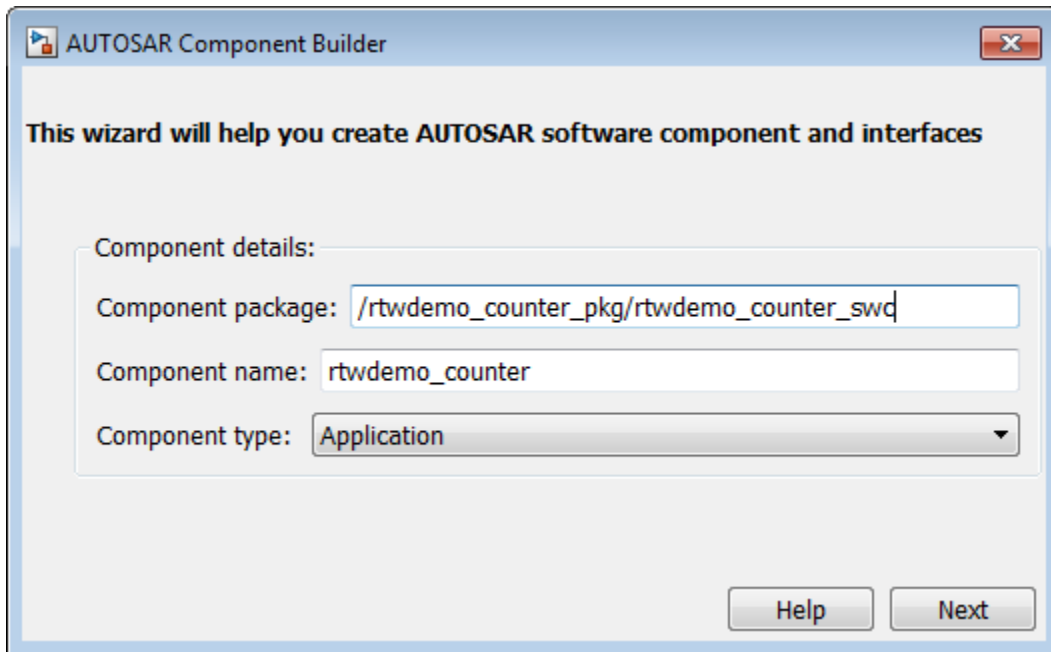 AUTOSAR Component Builder
This wizard will help you create AUTOSAR software component and interfaces
Component details:
Component package: /rtwdemo_counter_pkg/rtwdemo_counter_swc
Component name: rtwdemo_counter
Component type: Application
Help Next